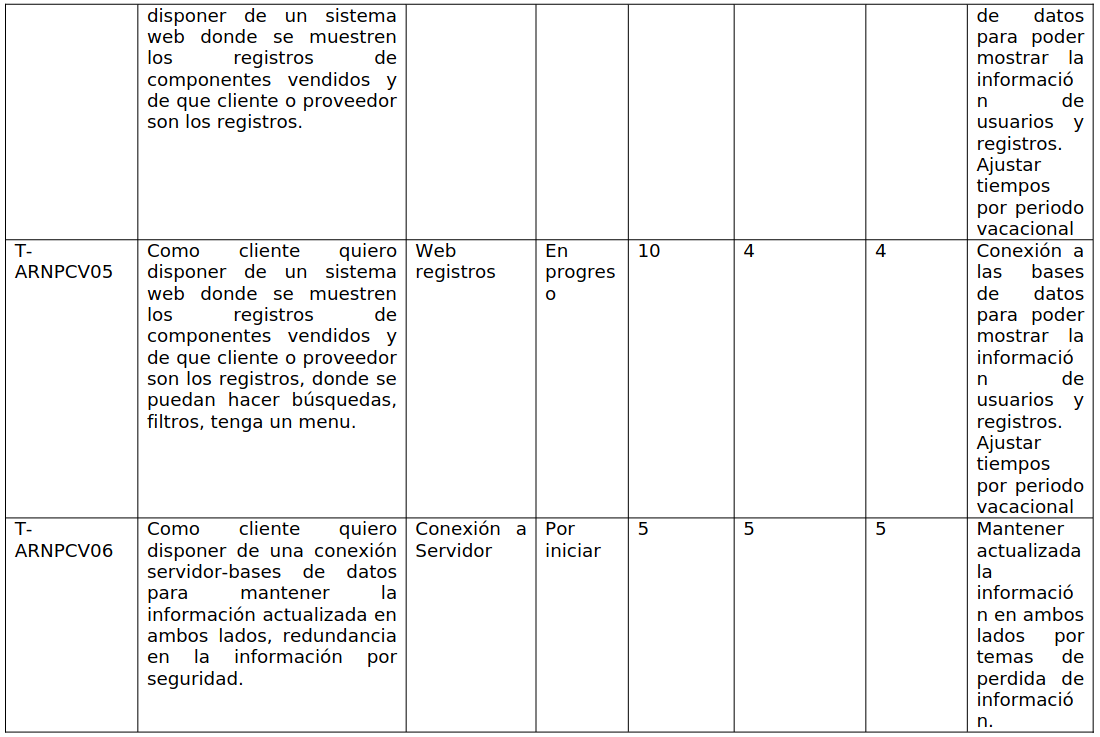 disponer de un sistema
web donde se muestren
los registros de
componentes vendidos y
de que cliente o proveedor
son los registros.
de datos
para poder
mostrar la
informació
n de
usuarios y
registros.
Ajustar
tiempos
por periodo
vacacional
T-
ARNPCV05
Como cliente quiero
disponer de un sistema
web donde se muestren
los registros de
componentes vendidos y
de que cliente o proveedor
son los registros, donde se
puedan hacer búsquedas,
filtros, tenga un menu.
Web
registros
En
progres
o
10
4
4
Conexión a
las bases
de datos
para poder
mostrar la
informació
n de
usuarios y
registros.
Ajustar
tiempos
por periodo
vacacional
T-
ARNPCV06
Como cliente quiero
disponer de una conexión
servidor-bases de datos
para mantener la
información actualizada en
ambos lados, redundancia
en la información por
seguridad.
Conexión a
Servidor
Por
iniciar
5
5
5
Mantener
actualizada
la
informació
n en ambos
lados por
temas de
perdida de
informació
n.